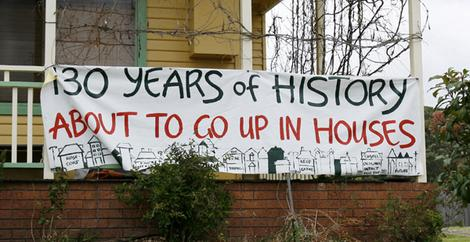 130 YEARS of HISTORY
ABOUT TO GO UP IN HOUSES